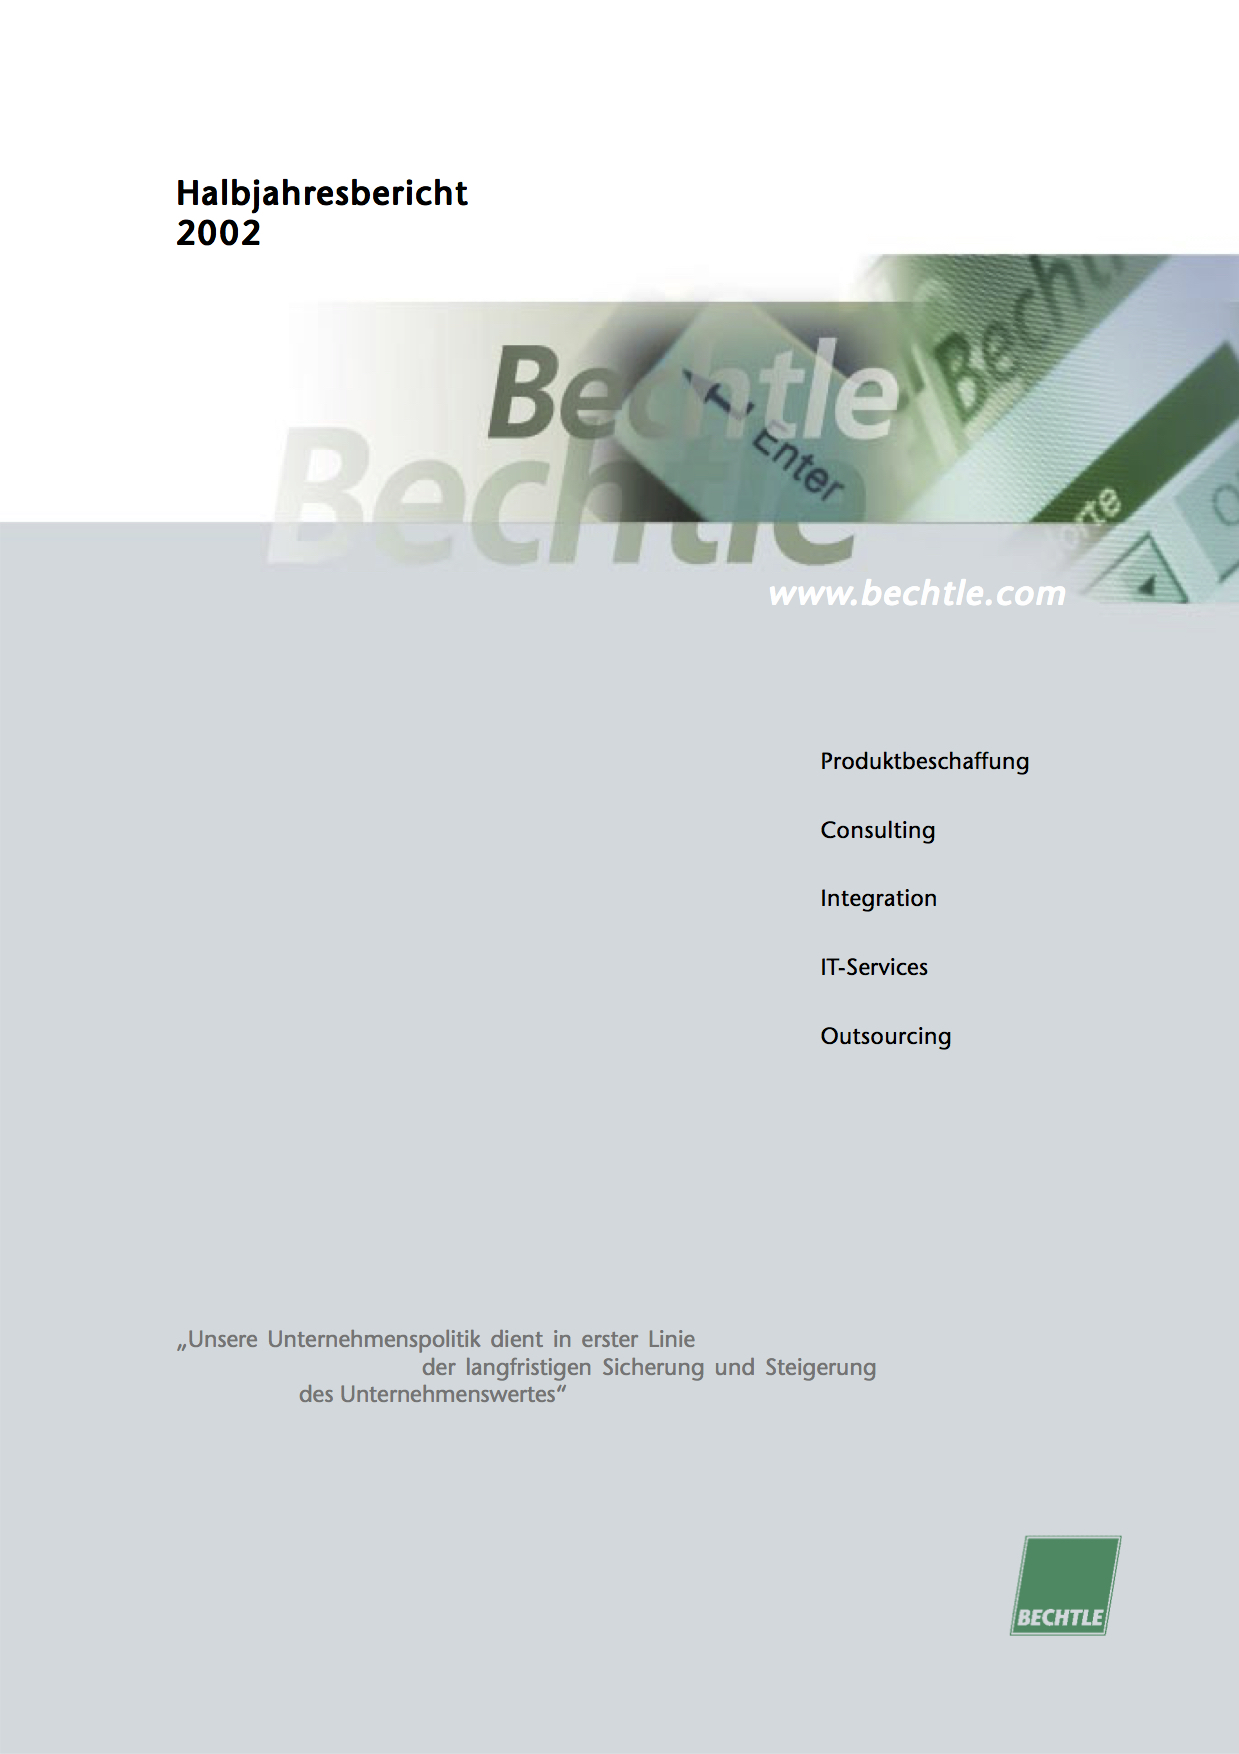 Halbjahresbericht
2002
Bechtle
Bechtle
Bechtle
Enter
www.bechtle.com
Produktbeschaffung
Consulting
Integration
IT-Services
Outsourcing
„Unsere Unternehmenspolitik dient in erster Linie
der langfristigen Sicherung und Steigerung
des Unternehmenswertes“
BECHTLE